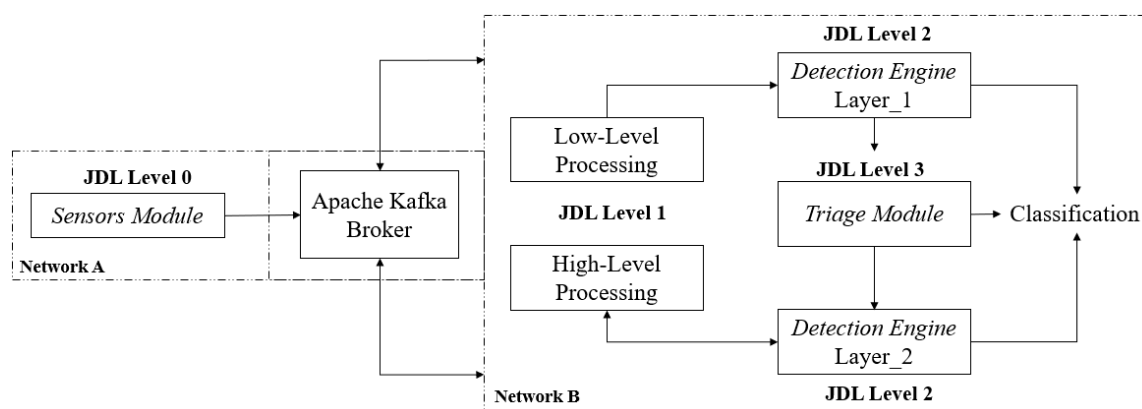 JDL Level 0
Sensors Module
Network A
Apache Kafka
Broker
JDL Level 2
Detection Engine
Layer_1
Low-Level
Processing
JDL Level 1
JDL Level 3
Triage Module
Classification
High-Level
Processing
Detection Engine
Layer_2
JDL Level 2
Network B